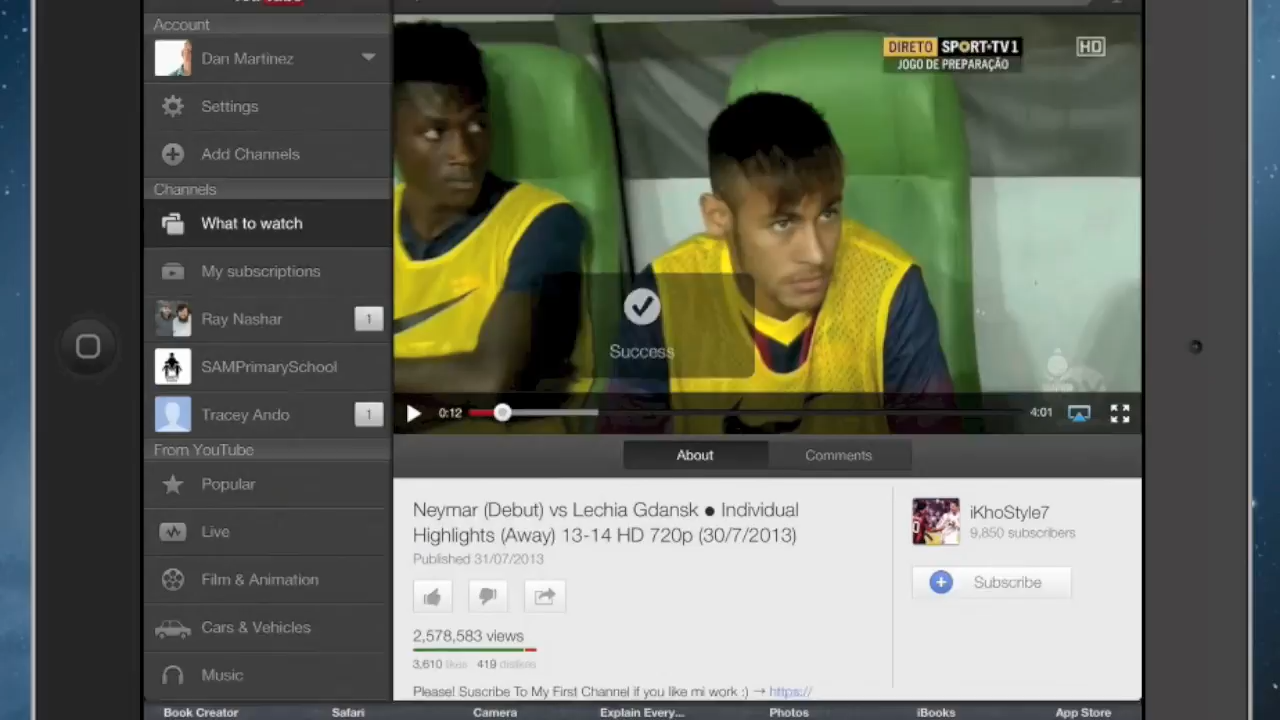 YouTube
Account
Dan Martinez
Settings
Add Channels
Channels
What to watch
My subscriptions
Ray Nashar 1
SAMPrimarySchool
Tracey Ando 1
From YouTube
Popular
Live
Film & Animation
Cars & Vehicles
Music
DIRETO SPORT•TV1
JOGO DE PREPARAÇÃO
HD
Success
0:12
4:01
About
Comments
Neymar (Debut) vs Lechia Gdansk ● Individual
Highlights (Away) 13-14 HD 720p (30/7/2013)
Published 31/07/2013
2,578,583 views
3,610 likes 419 dislikes
Please! Suscribe To My First Channel if you like mi work :) → https://
iKhoStyle7
9,850 subscribers
Subscribe
Book Creator
Safari
Camera
Explain Every...
Photos
iBooks
App Store